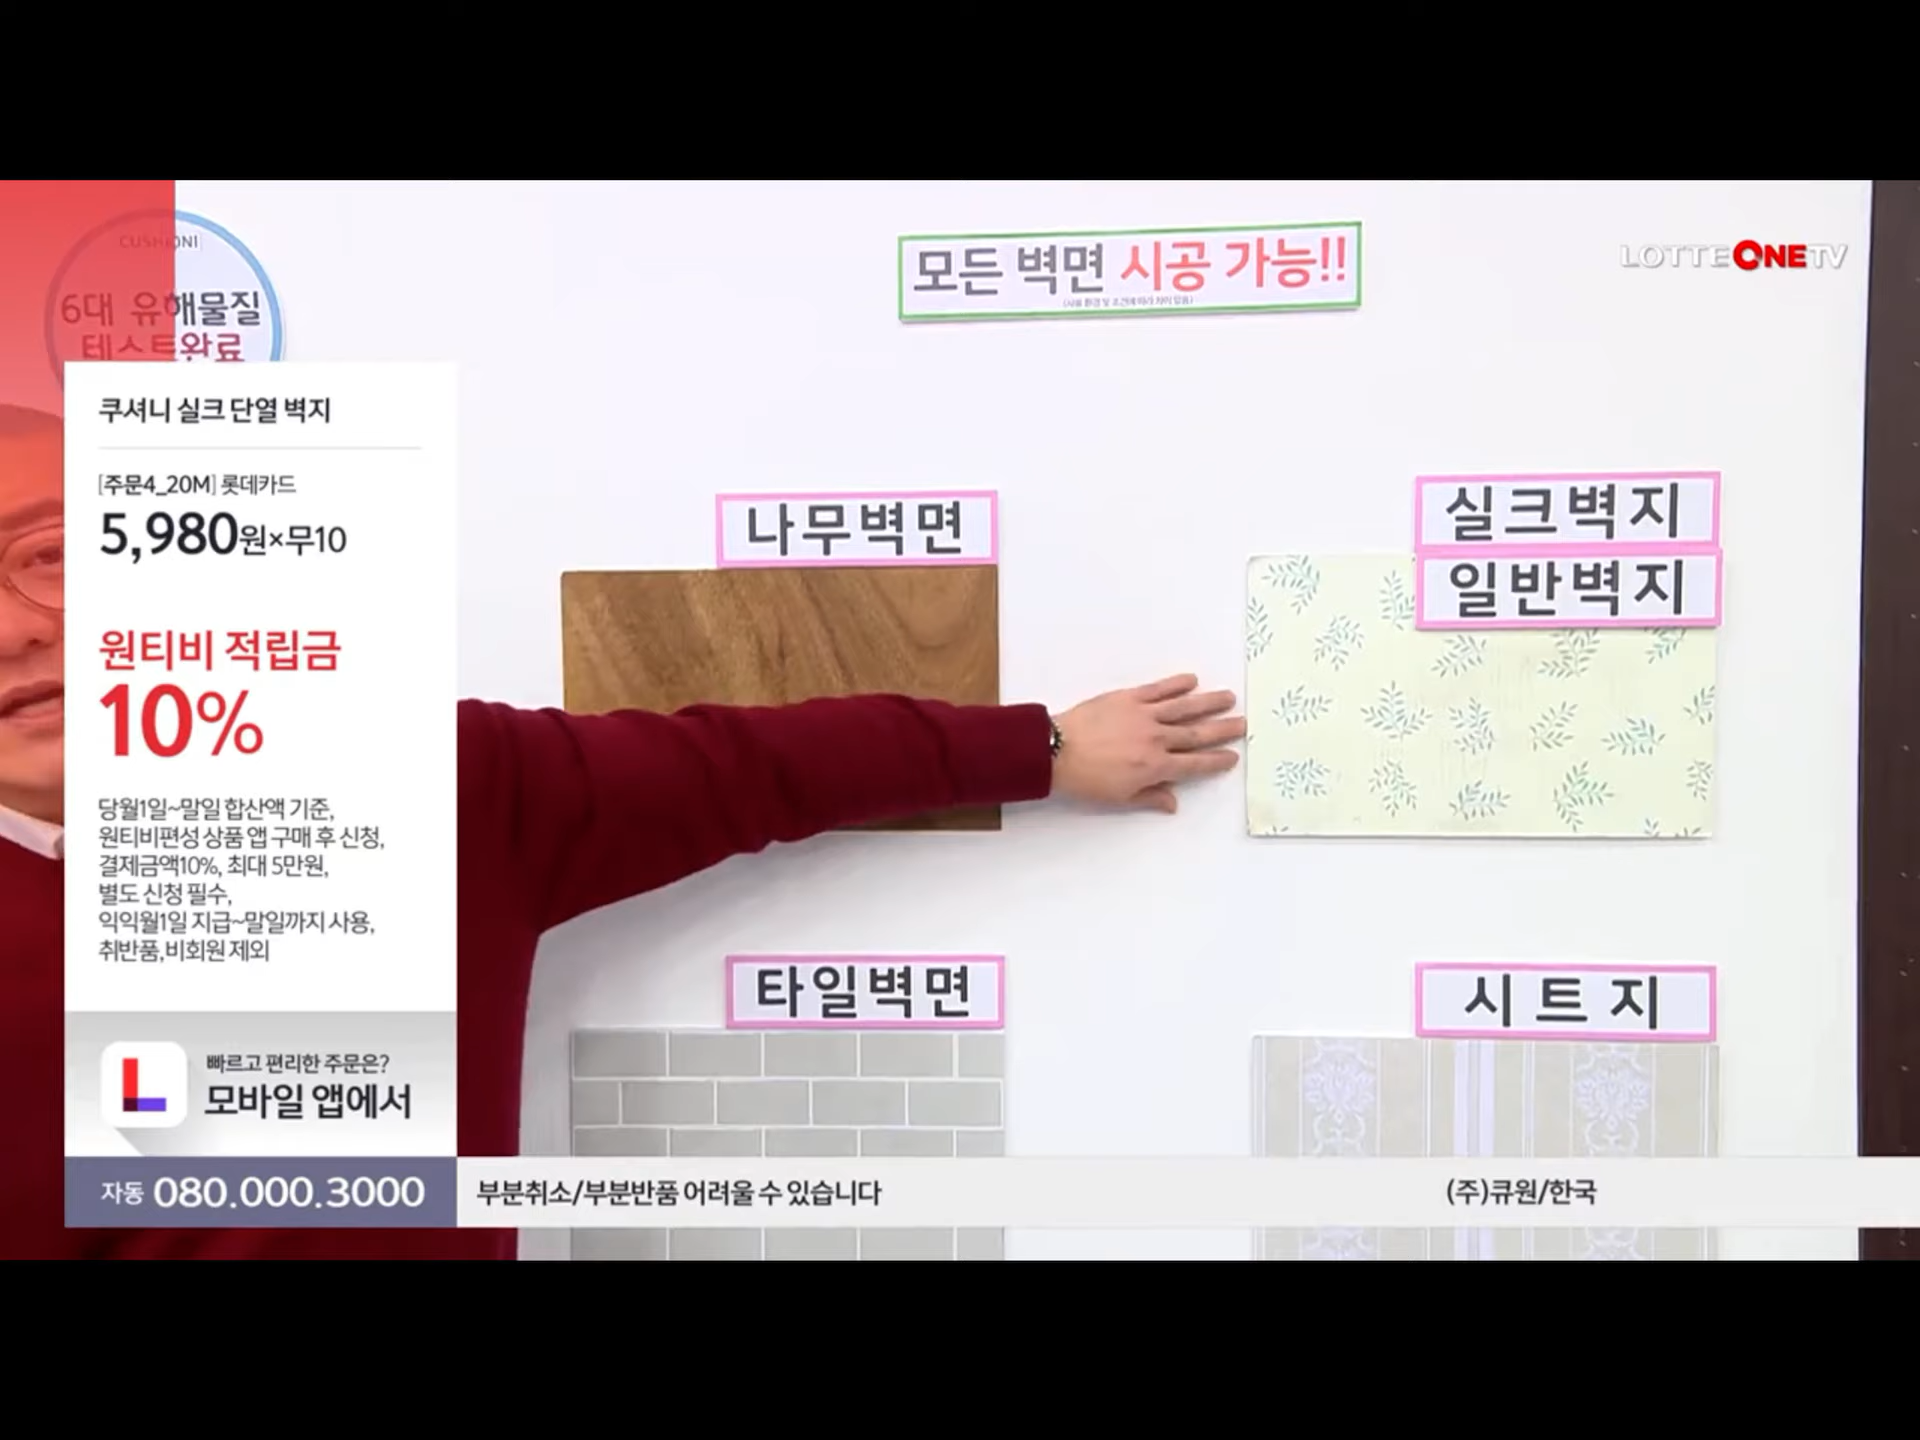 CUSHIONI
6대 유해물질
테스트완료
모든 벽면 시공 가능!!
LOTTE ONE TV
쿠셔니 실크 단열 벽지
[주문4_20M] 롯데카드
5,980원×무10
원티비 적립금
10%
당월1일~말일 합산액 기준,
원티비편성 상품 앱 구매 후 신청,
결제금액10%, 최대 5만원,
별도 신청 필수,
익익월1일 지급~말일까지 사용,
취반품,비회원 제외
나무벽면
실크벽지
일반벽지
타일벽면
시트지
빠르고 편리한 주문은?
모바일 앱에서
자동 080.000.3000
부분취소/부분반품 어려울 수 있습니다
(주)큐원/한국